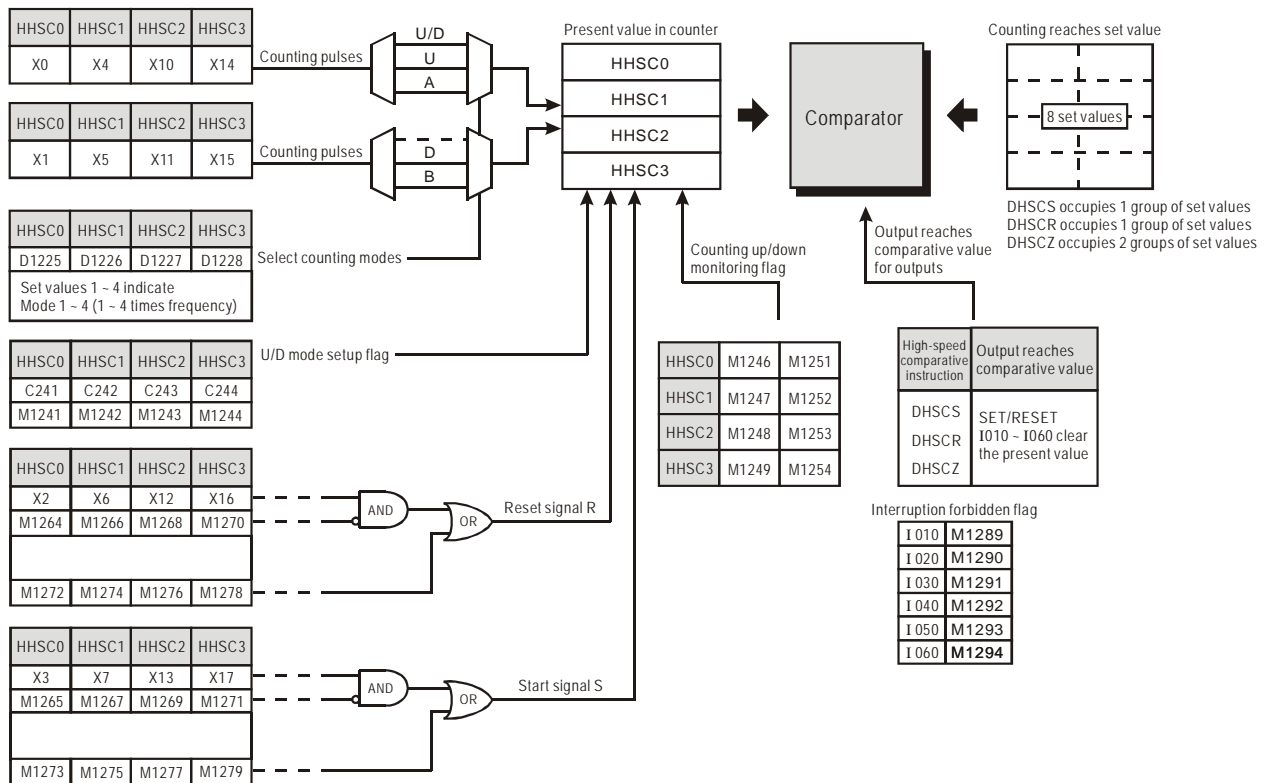 HHSC0 HHSC1 HHSC2 HHSC3
X0 X4 X10 X14
Counting pulses
U/D
U
A
HHSC0 HHSC1 HHSC2 HHSC3
X1 X5 X11 X15
Counting pulses
D
B
HHSC0 HHSC1 HHSC2 HHSC3
D1225 D1226 D1227 D1228
Set values 1 ~ 4 indicate
Mode 1 ~ 4 (1 ~ 4 times frequency)
Select counting modes
HHSC0 HHSC1 HHSC2 HHSC3
C241 C242 C243 C244
M1241 M1242 M1243 M1244
U/D mode setup flag
HHSC0 HHSC1 HHSC2 HHSC3
X2 X6 X12 X16
M1264 M1266 M1268 M1270
M1272 M1274 M1276 M1278
AND
OR
Reset signal R
HHSC0 HHSC1 HHSC2 HHSC3
X3 X7 X13 X17
M1265 M1267 M1269 M1271
M1273 M1275 M1277 M1279
AND
OR
Start signal S
Present value in counter
HHSC0
HHSC1
HHSC2
HHSC3
Comparator
Counting reaches set value
8 set values
DHSCS occupies 1 group of set values
DHSCR occupies 1 group of set values
DHSCZ occupies 2 groups of set values
Counting up/down
monitoring flag
HHSC0 M1246 M1251
HHSC1 M1247 M1252
HHSC2 M1248 M1253
HHSC3 M1249 M1254
Output reaches
comparative value
for outputs
High-speed
comparative
instruction
Output reaches
comparative value
DHSCS
DHSCR
DHSCZ
SET/RESET
I010 ~ I060 clear
the present value
Interruption forbidden flag
I 010 M1289
I 020 M1290
I 030 M1291
I 040 M1292
I 050 M1293
I 060 M1294